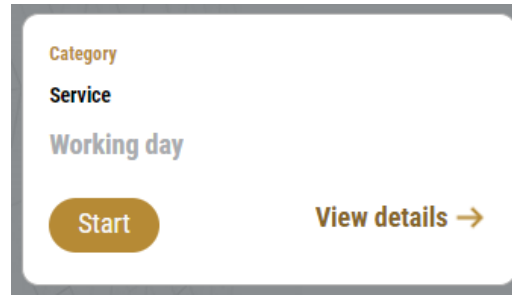 Category
Service
Working day
Start
View details →